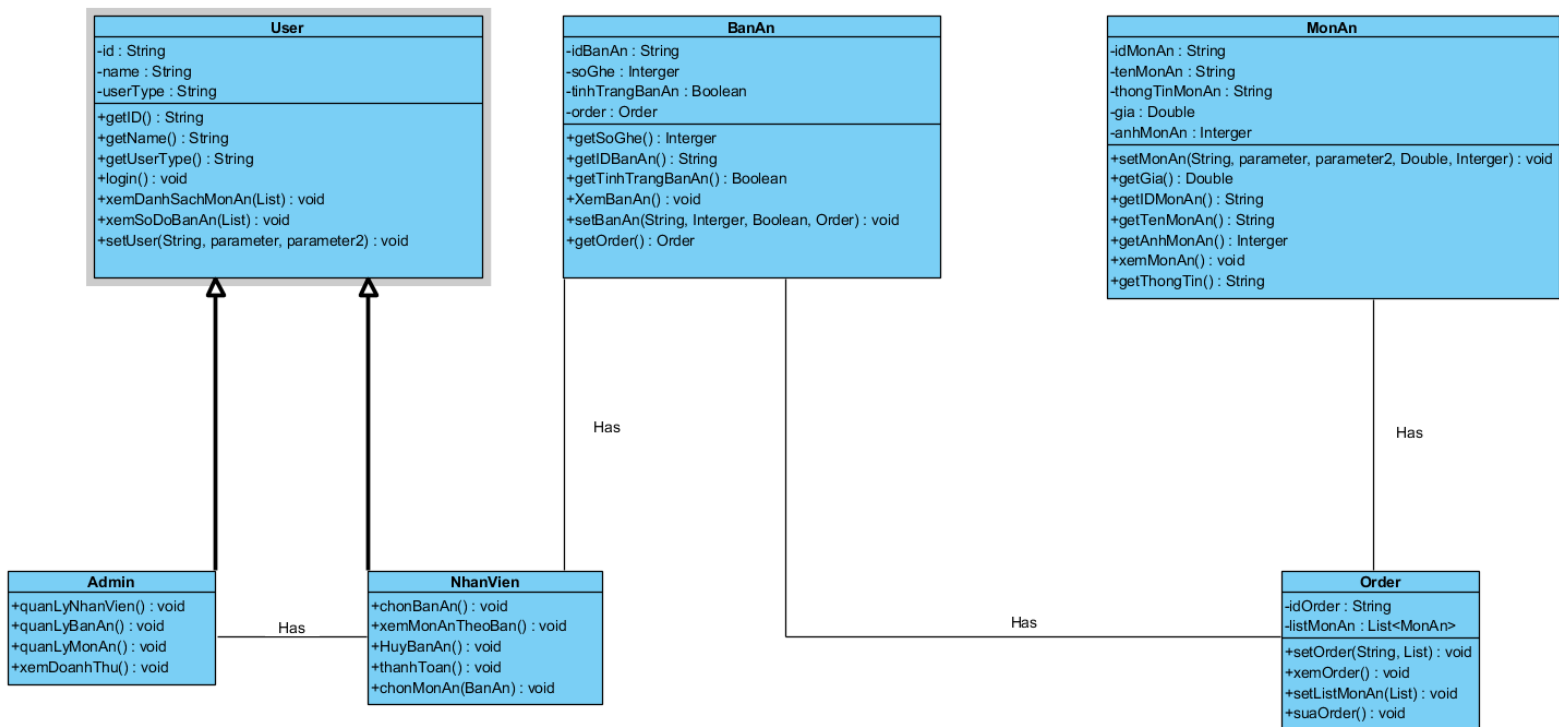 User
-id : String
-name : String
-userType : String
+getID() : String
+getName() : String
+getUserType() : String
+login() : void
+xemDanhSachMonAn(List) : void
+xemSoDoBanAn(List) : void
+setUser(String, parameter, parameter2) : void
BanAn
-idBanAn : String
-soGhe : Interger
-tinhTrangBanAn : Boolean
-order : Order
+getSoGhe() : Interger
+getIDBanAn() : String
+getTinhTrangBanAn() : Boolean
+XemBanAn() : void
+setBanAn(String, Interger, Boolean, Order) : void
+getOrder() : Order
MonAn
-idMonAn : String
-tenMonAn : String
-thongTinMonAn : String
-gia : Double
-anhMonAn : Interger
+setMonAn(String, parameter, parameter2, Double, Interger) : void
+getGia() : Double
+getIDMonAn() : String
+getTenMonAn() : String
+getAnhMonAn() : Interger
+xemMonAn() : void
+getThongTin() : String
Has
Has
Admin
+quanLyNhanVien() : void
+quanLyBanAn() : void
+quanLyMonAn() : void
+xemDoanhThu() : void
Has
NhanVien
+chonBanAn() : void
+xemMonAnTheoBan() : void
+HuyBanAn() : void
+thanhToan() : void
+chonMonAn(BanAn) : void
Has
Order
-idOrder : String
-listMonAn : List<MonAn>
+setOrder(String, List) : void
+xemOrder() : void
+setListMonAn(List) : void
+suaOrder() : void